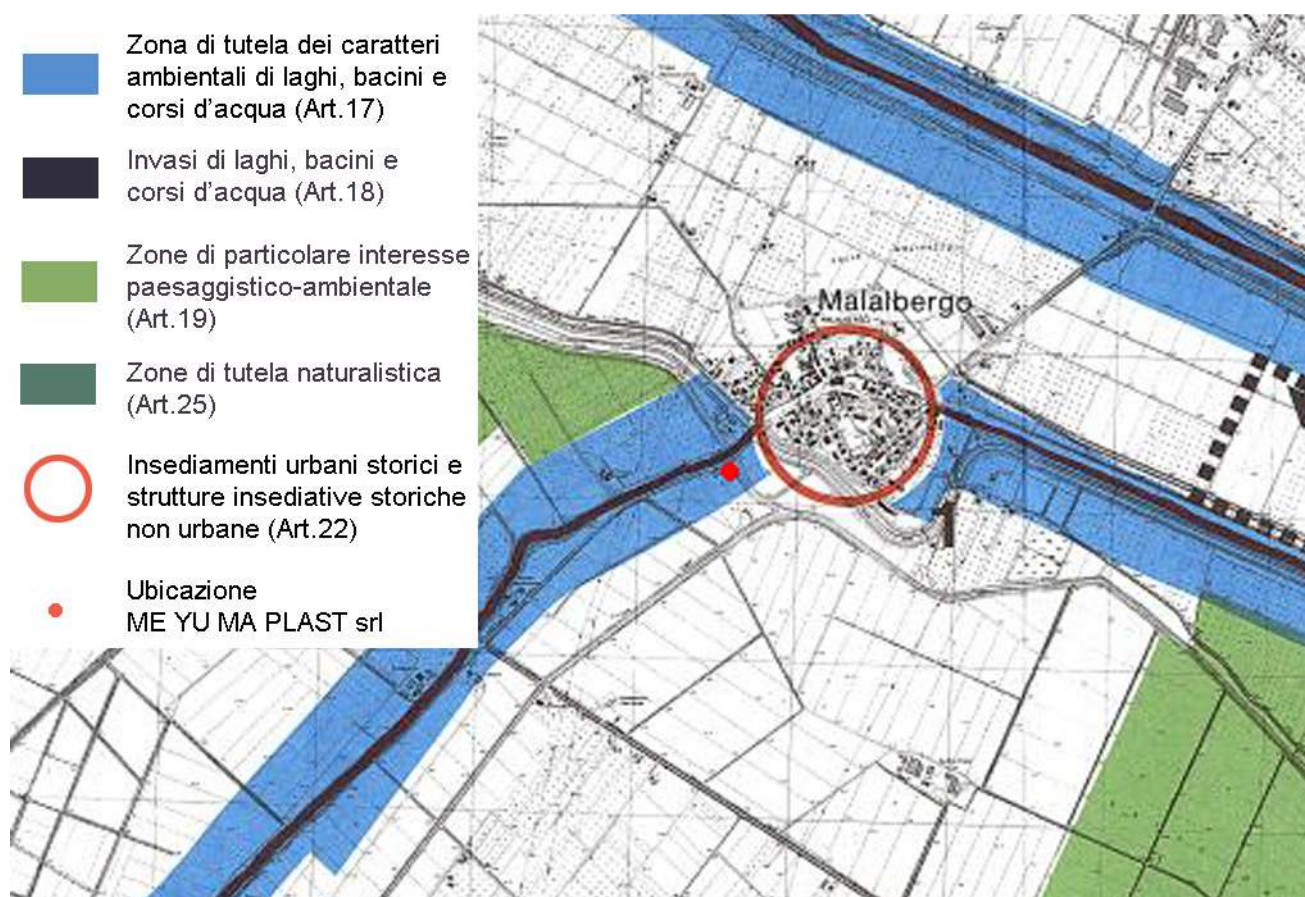 Zona di tutela dei caratteri
ambientali di laghi, bacini e
corsi d'acqua (Art.17)
Invasi di laghi, bacini e
corsi d'acqua (Art.18)
Zone di particolare interesse
paesaggistico-ambientale
(Art.19)
Zone di tutela naturalistica
(Art.25)
Insediamenti urbani storici e
strutture insediative storiche
non urbane (Art.22)
Ubicazione
ME YU MA PLAST srl
Malalbergo